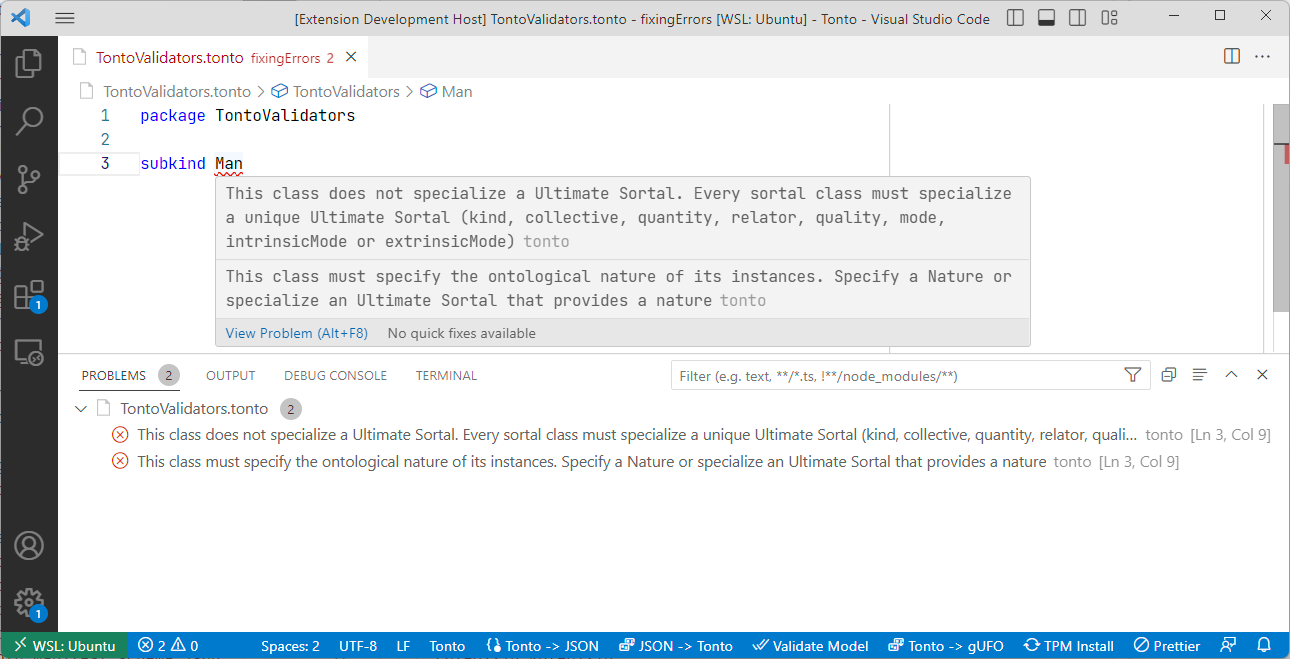 [Extension Development Host] TontoValidators.tonto - fixingErrors [WSL: Ubuntu] - Tonto - Visual Studio Code
TontoValidators.tonto fixingErrors 2
TontoValidators.tonto > TontoValidators > Man
1 package TontoValidators
2
3 subkind Man
This class does not specialize a Ultimate Sortal. Every sortal class must specialize
a unique Ultimate Sortal (kind, collective, quantity, relator, quality, mode,
intrinsicMode or extrinsicMode) tonto
This class must specify the ontological nature of its instances. Specify a Nature or
specialize an Ultimate Sortal that provides a nature tonto
View Problem (Alt+F8) No quick fixes available
1
PROBLEMS 2 OUTPUT DEBUG CONSOLE TERMINAL Filter (e.g. text, **/*.ts, !**/node_modules/**)
TontoValidators.tonto 2
This class does not specialize a Ultimate Sortal. Every sortal class must specialize a unique Ultimate Sortal (kind, collective, quantity, relator, quali... tonto [Ln 3, Col 9]
This class must specify the ontological nature of its instances. Specify a Nature or specialize an Ultimate Sortal that provides a nature tonto [Ln 3, Col 9]
1
WSL: Ubuntu 2 0 Spaces: 2 UTF-8 LF Tonto Tonto -> JSON JSON -> Tonto Validate Model Tonto -> gUFO TPM Install Prettier